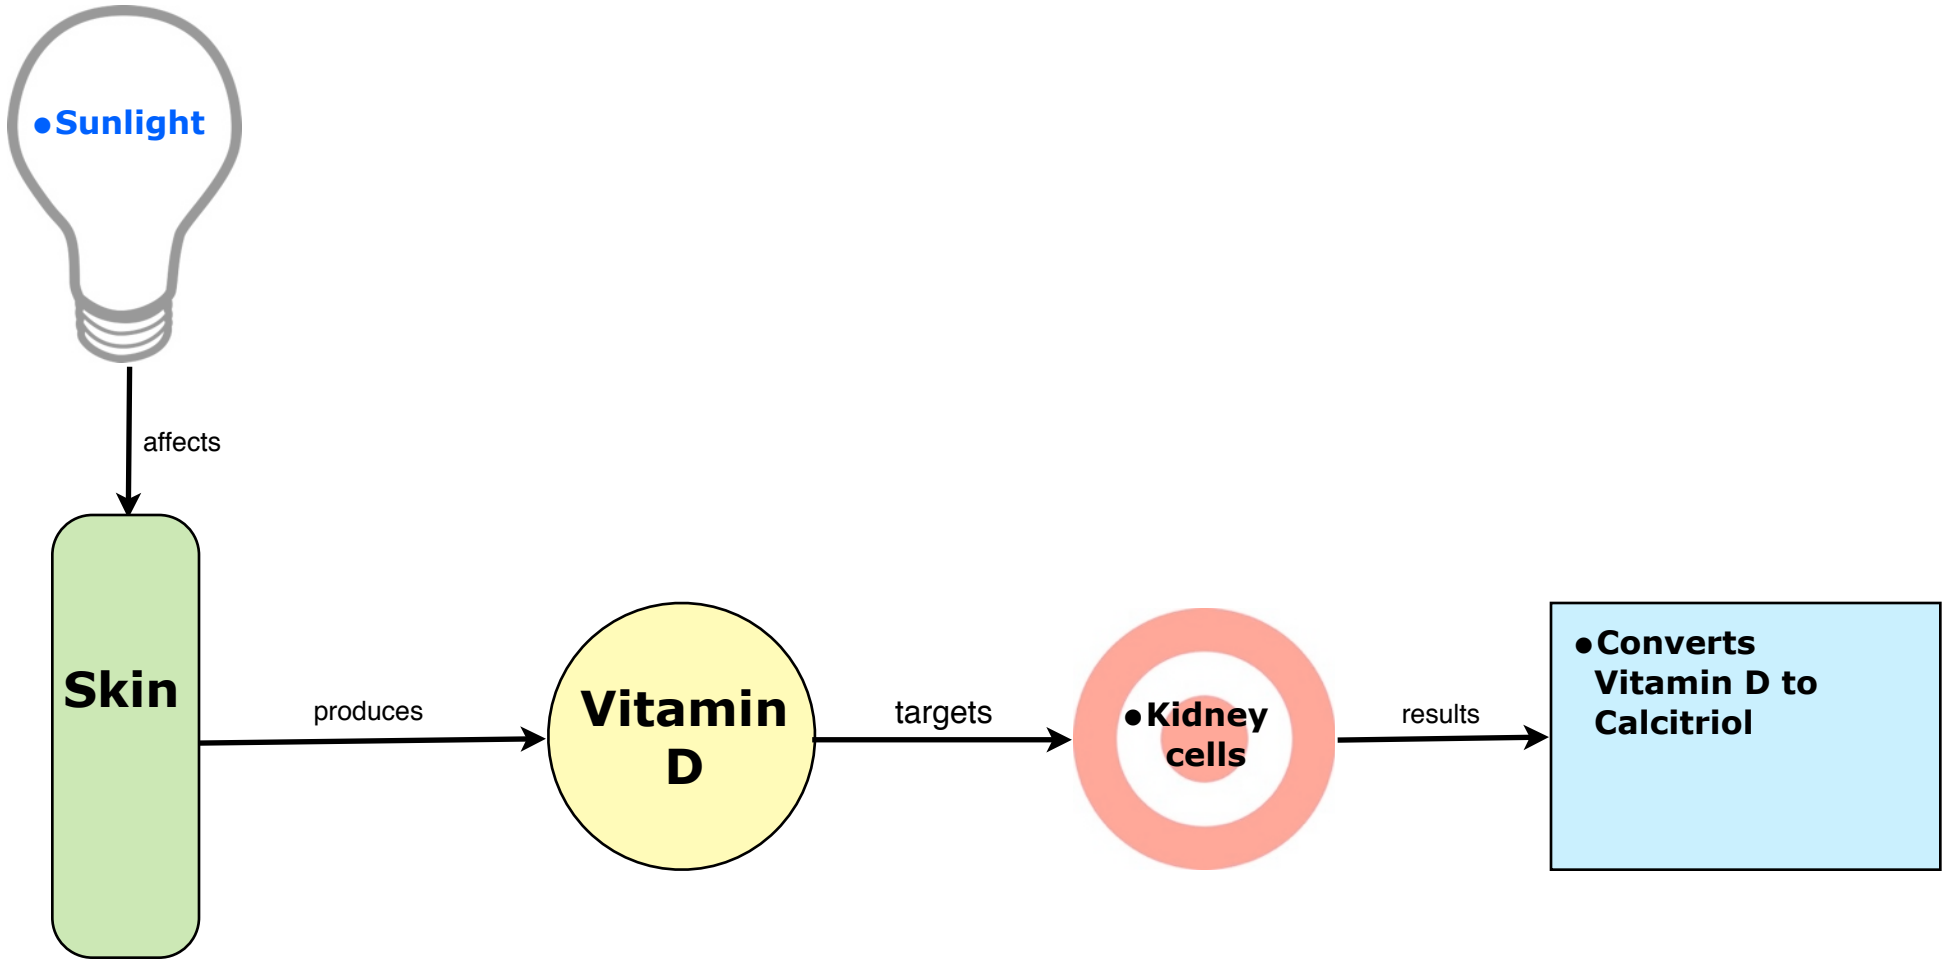 •Sunlight
affects
Skin
produces
Vitamin
D
targets
•Kidney
cells
results
•Converts
Vitamin D to
Calcitriol